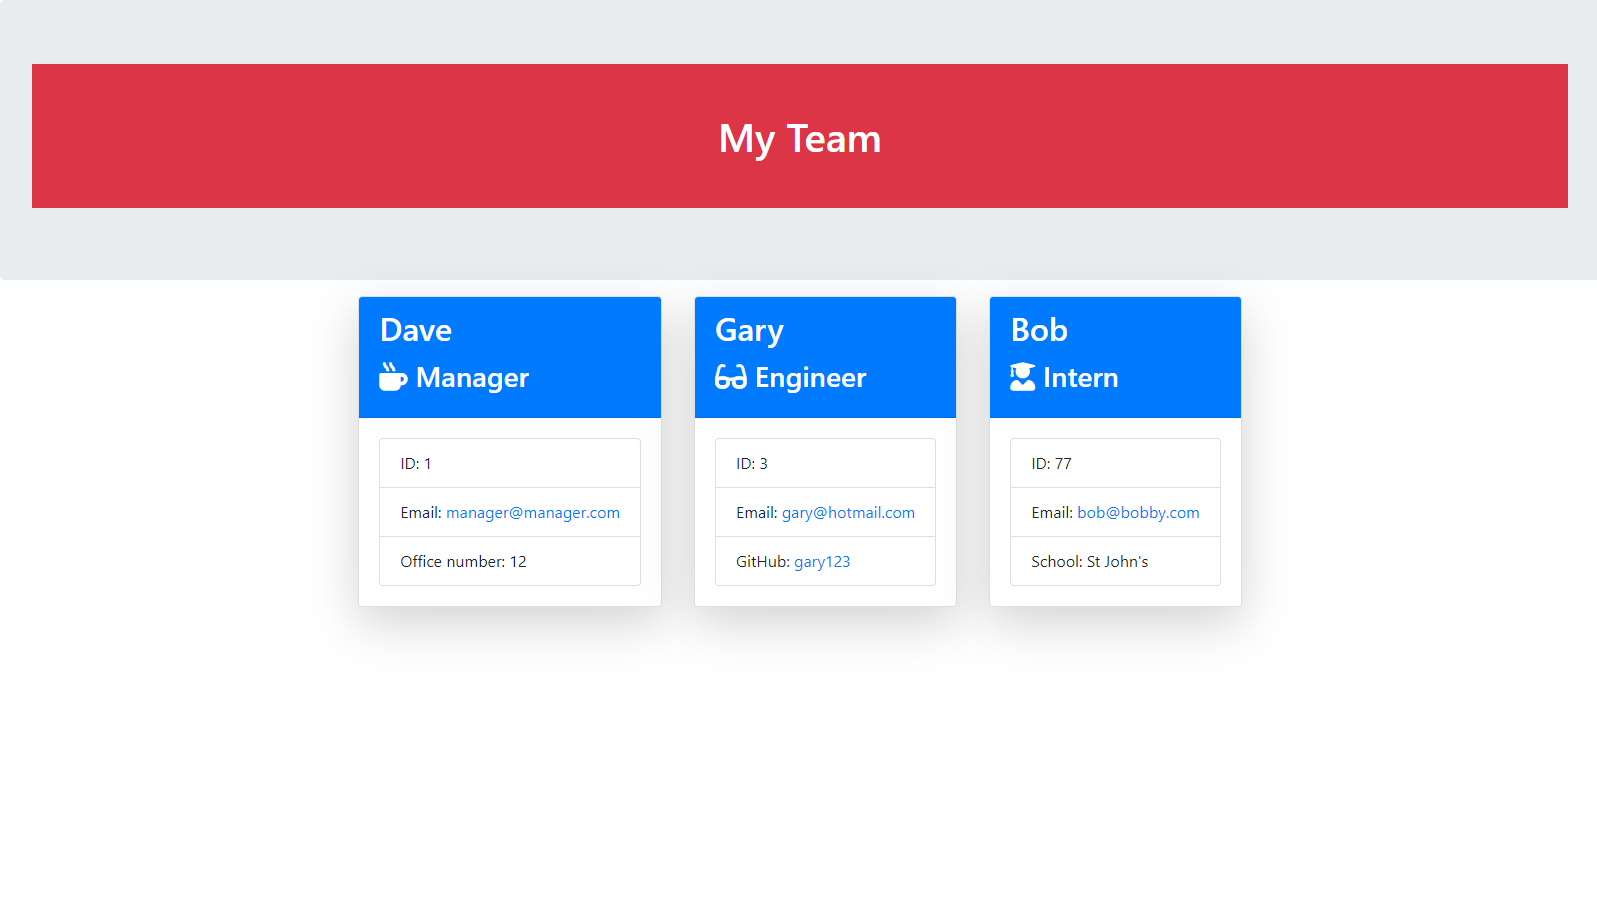 My Team
Dave
Manager
ID: 1
Email: manager@manager.com
Office number: 12
Gary
Engineer
ID: 3
Email: gary@hotmail.com
GitHub: gary123
Bob
Intern
ID: 77
Email: bob@bobby.com
School: St John's